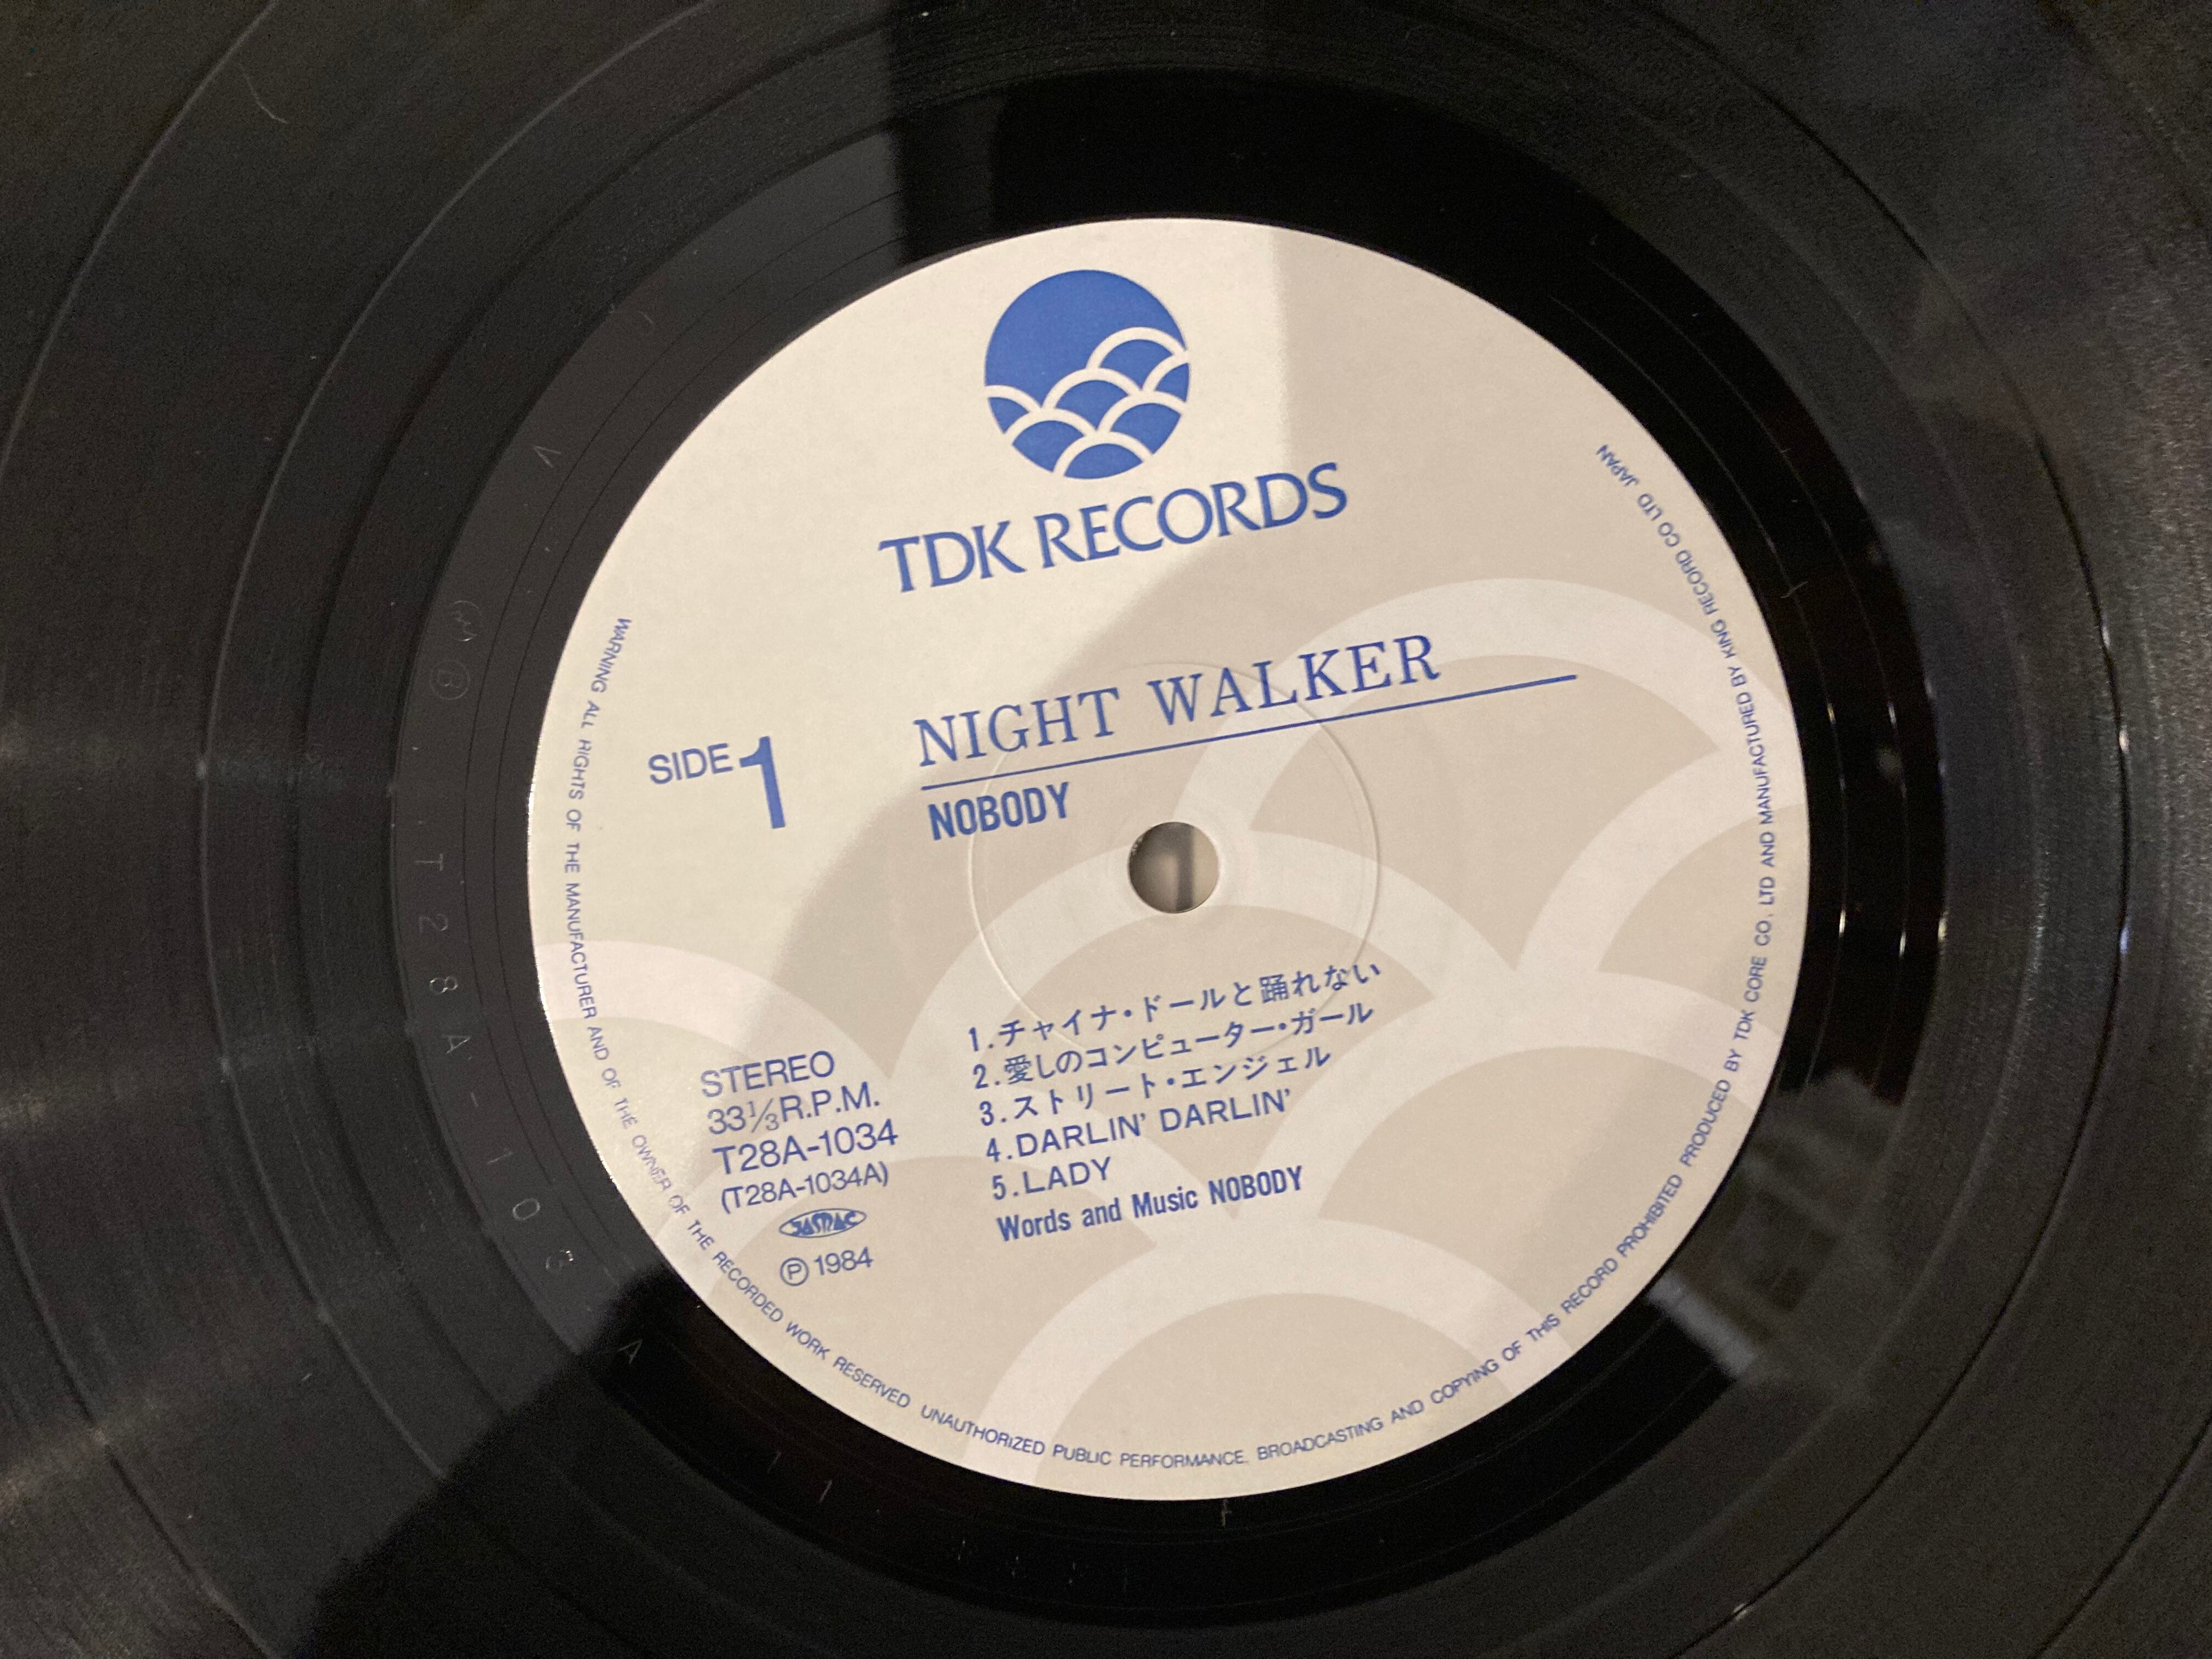 TDK RECORDS
NIGHT WALKER
NOBODY
SIDE 1
1.チャイナ・ドールと踊れない
2.愛しのコンピューター・ガール
3.ストリート・エンジェル
4.DARLIN' DARLIN'
5.LADY
Words and Music NOBODY
STEREO
33⅓R.P.M.
T28A-1034
(T28A-1034A)
JASRAC
Ⓟ1984
WARNING ALL RIGHTS OF THE MANUFACTURER AND OF THE OWNER OF THE RECORDED WORK RESERVED UNAUTHORIZED PUBLIC PERFORMANCE, BROADCASTING AND COPYING OF THIS RECORD PROHIBITED PRODUCED BY TDK CORE CO., LTD AND MANUFACTURED BY KING RECORD CO LTD JAPAN